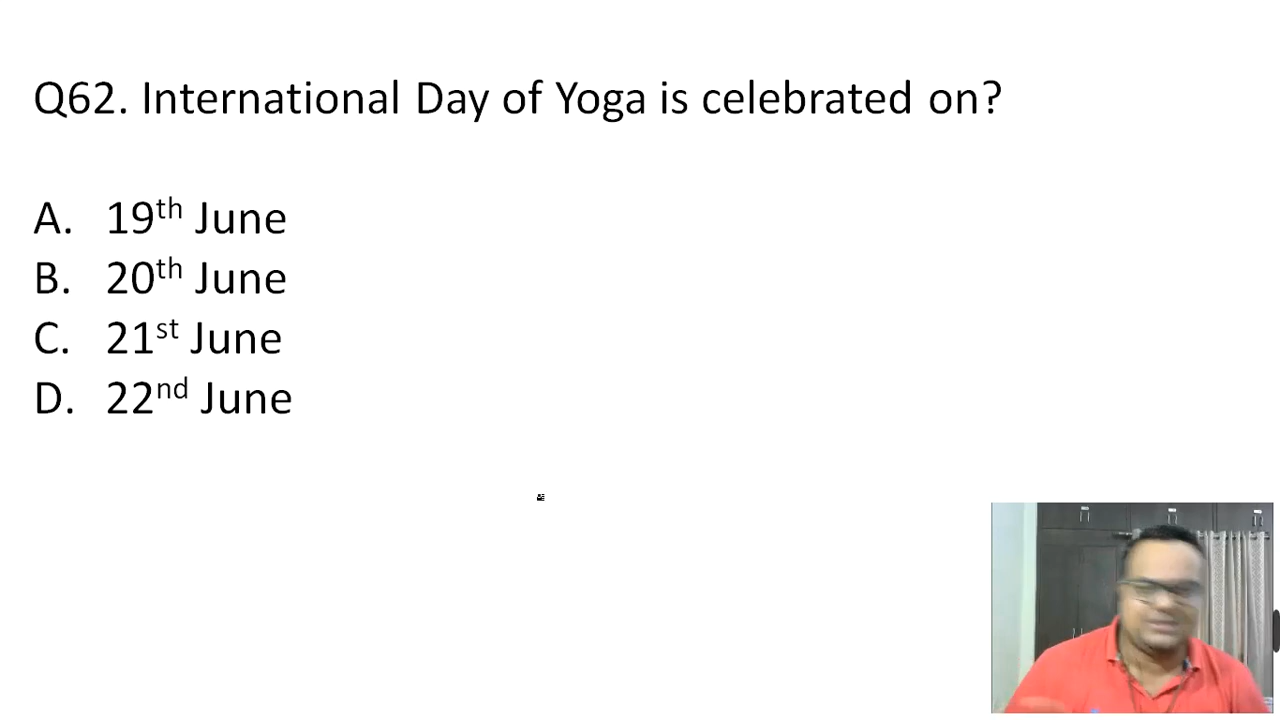 Q62. International Day of Yoga is celebrated on?
A. 19th June
B. 20th June
C. 21st June
D. 22nd June